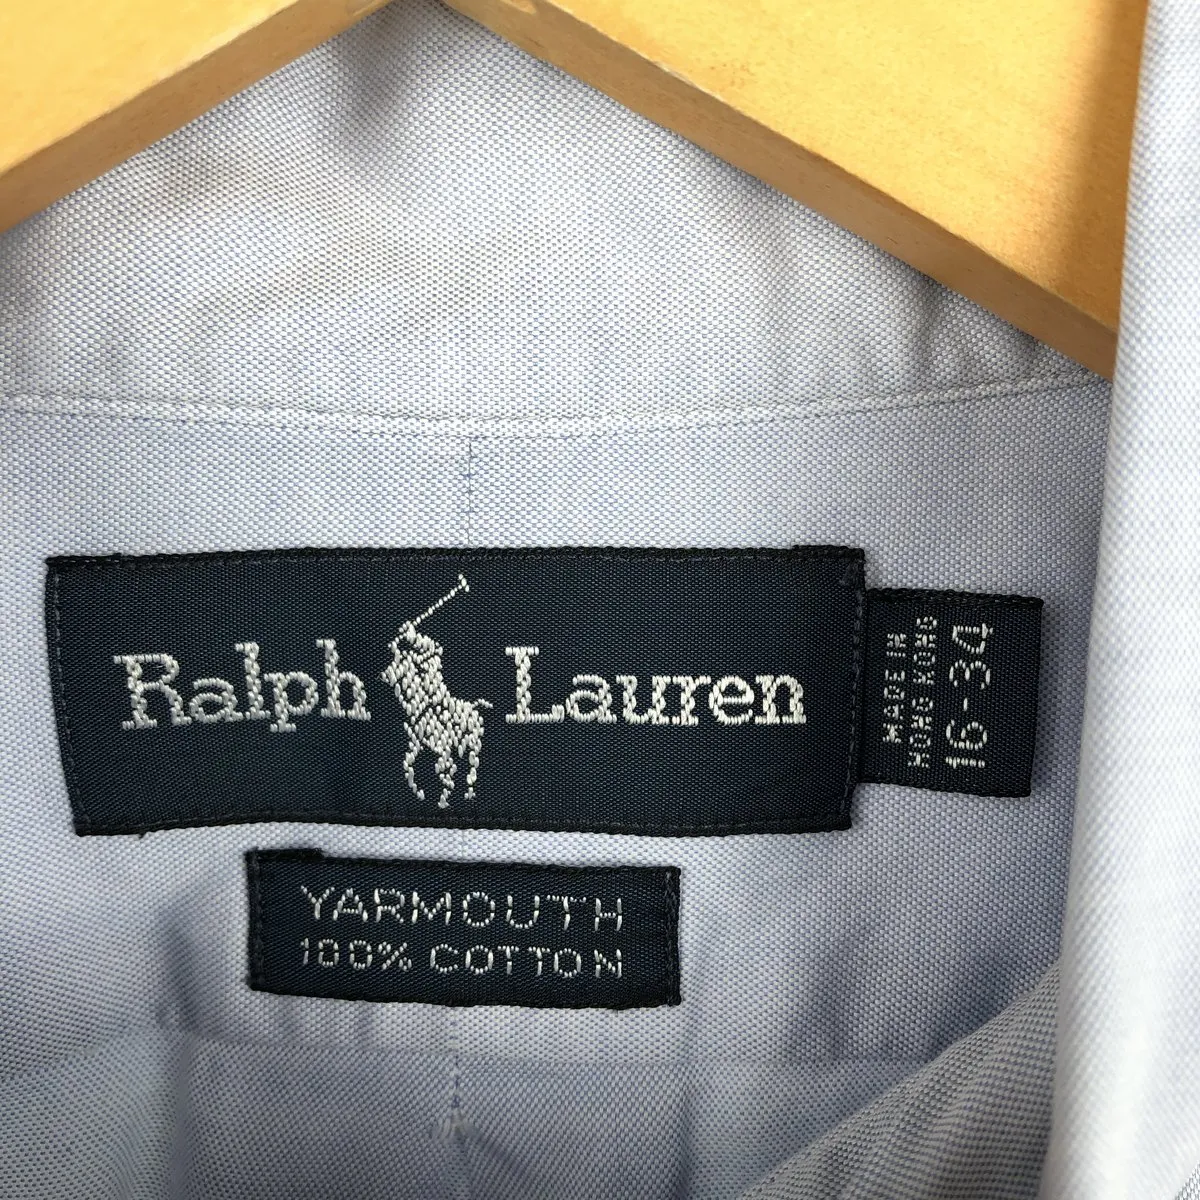 Ralph Lauren
MADE IN
HONG KONG
16-34
YARMOUTH
100% COTTON